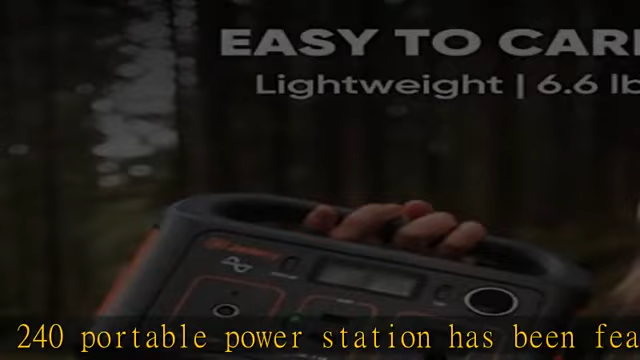 EASY TO CAR
Lightweight | 6.6 lb
240 portable power station has been fea